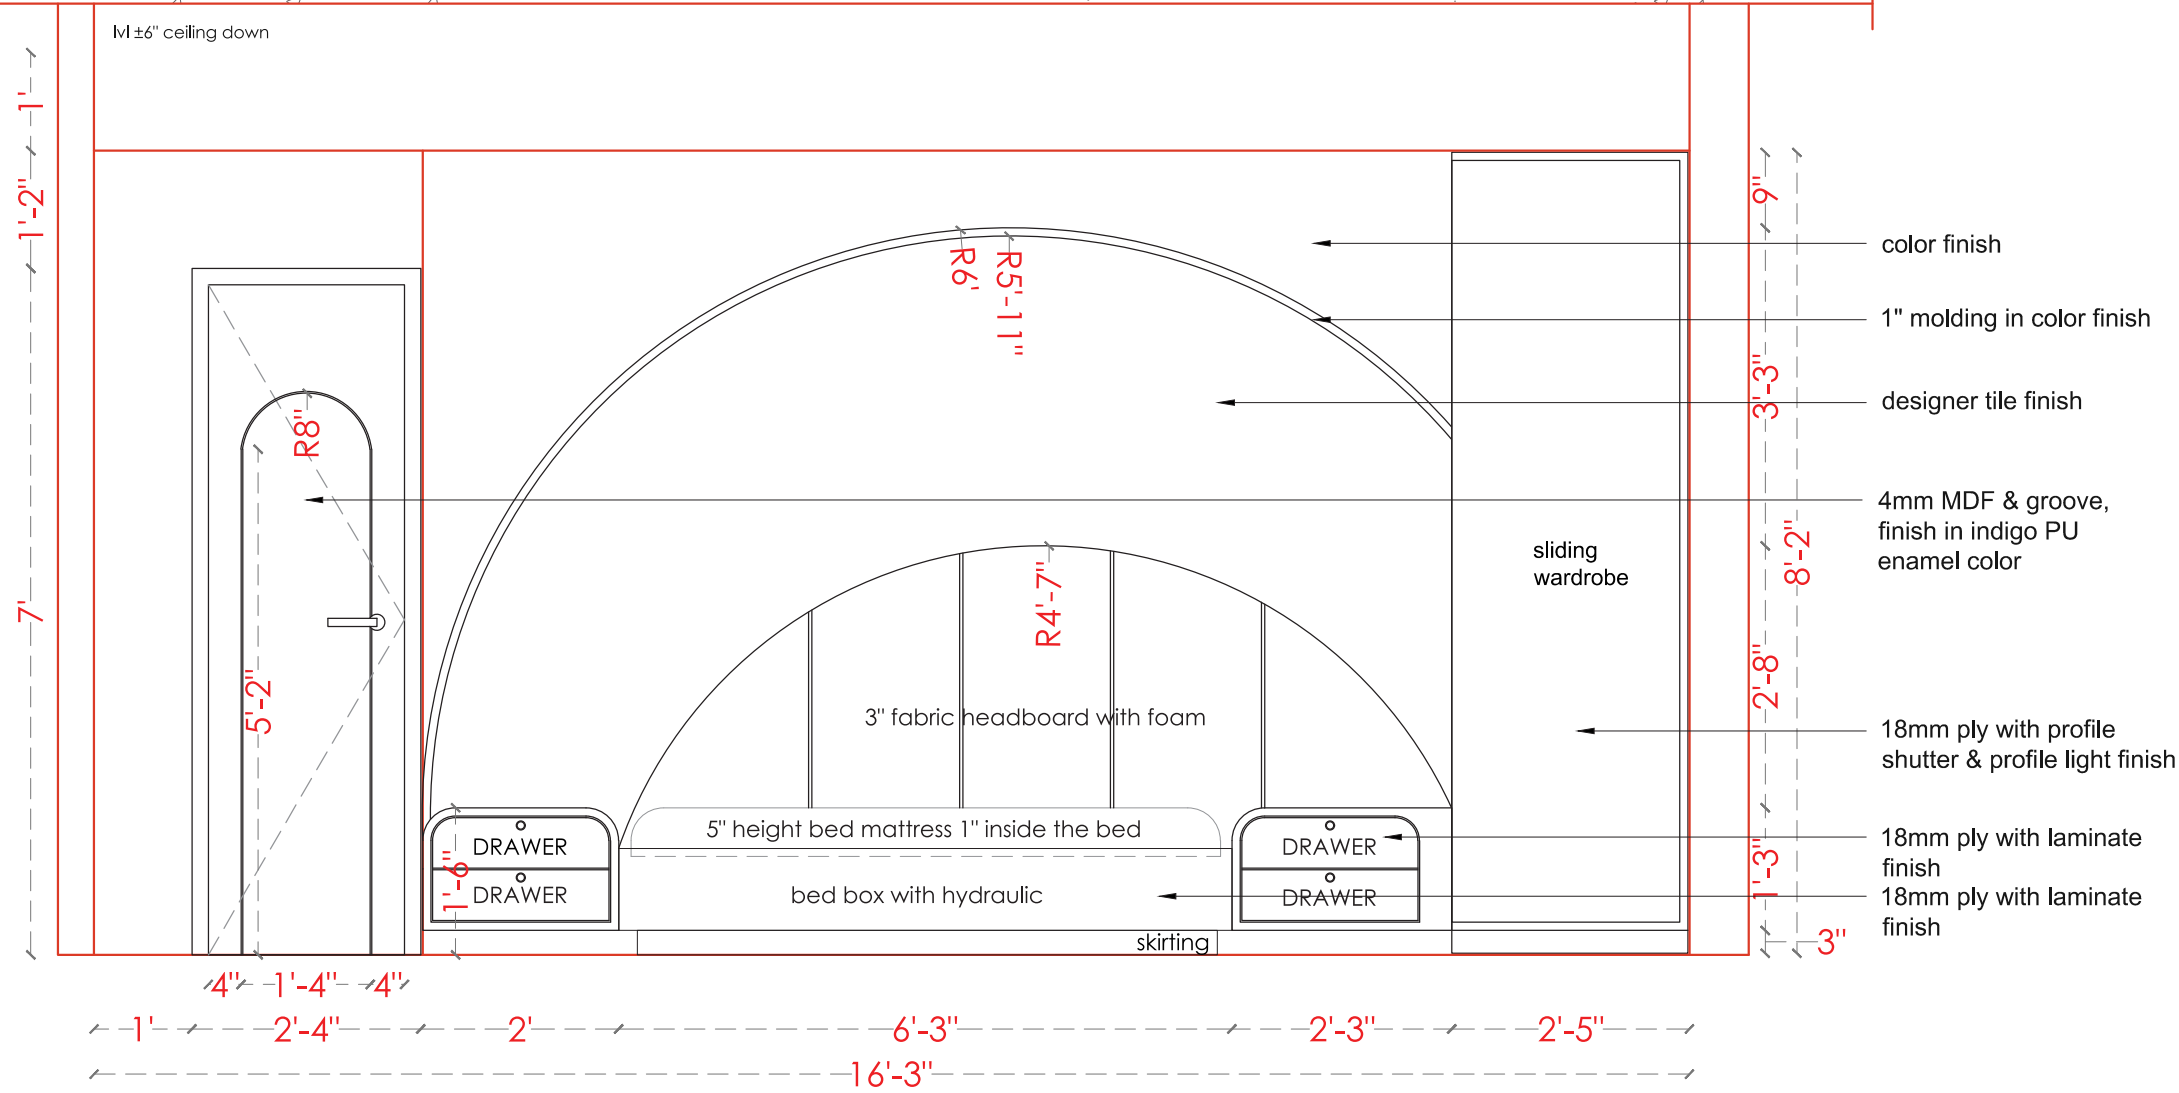 lvl ±6" ceiling down
1'
1'-2"
7'
9"
3'-3"
8'-2"
2'-8"
1'-3"
3"
R6'
R5'-11"
R8"
R4'-7"
5'-2"
1'-6"
color finish
1" molding in color finish
designer tile finish
4mm MDF & groove,
finish in indigo PU
enamel color
sliding
wardrobe
18mm ply with profile
shutter & profile light finish
3" fabric headboard with foam
5" height bed mattress 1" inside the bed
DRAWER
DRAWER
DRAWER
DRAWER
18mm ply with laminate
finish
bed box with hydraulic
18mm ply with laminate
finish
skirting
4"
1'-4"
4"
1'
2'-4"
2'
6'-3"
2'-3"
2'-5"
16'-3"